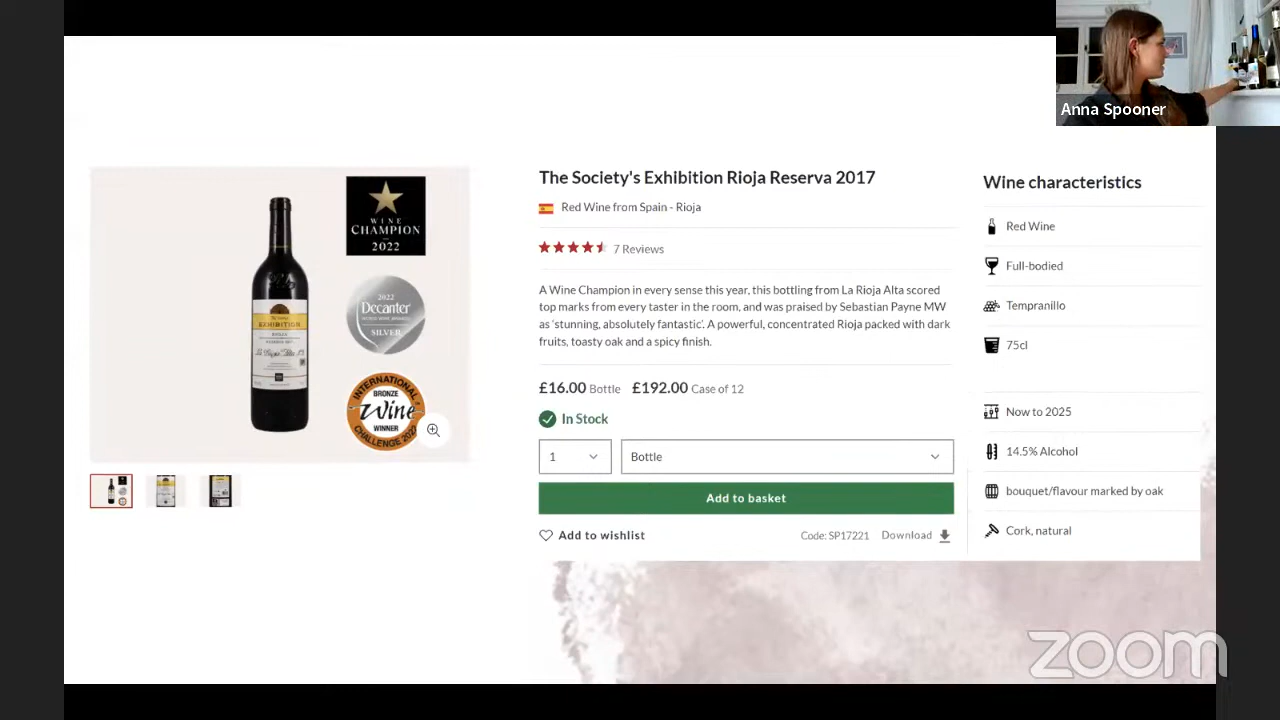 Anna Spooner
WINE
CHAMPION
2022
2022
Decanter
WORLD WINE AWARDS
SILVER
INTERNATIONAL
BRONZE
Wine
WINNER
CHALLENGE
EXHIBITION
The Society's Exhibition Rioja Reserva 2017
Red Wine from Spain - Rioja
7 Reviews
A Wine Champion in every sense this year, this bottling from La Rioja Alta scored
top marks from every taster in the room, and was praised by Sebastian Payne MW
as 'stunning, absolutely fantastic'. A powerful, concentrated Rioja packed with dark
fruits, toasty oak and a spicy finish.
£16.00 Bottle £192.00 Case of 12
In Stock
1 Bottle
Add to basket
Add to wishlist Code: SP17221 Download
Wine characteristics
Red Wine
Full-bodied
Tempranillo
75cl
Now to 2025
14.5% Alcohol
bouquet/flavour marked by oak
Cork, natural
zoom